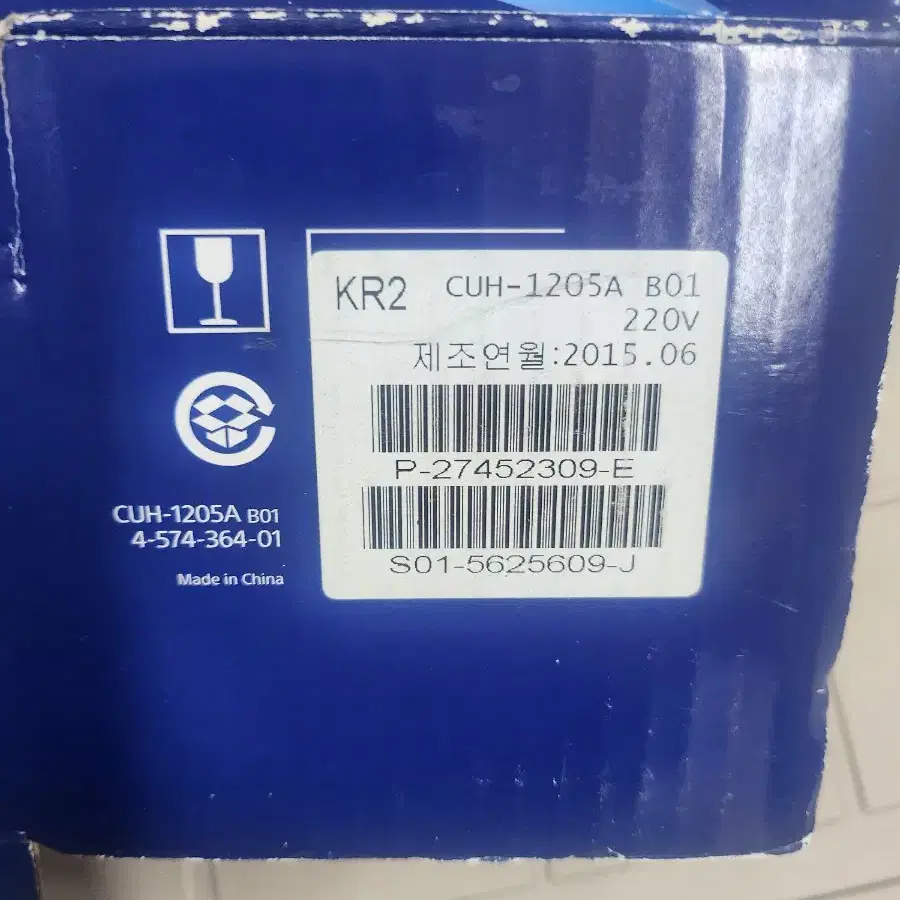 KR2 CUH-1205A B01
220V
제조연월:2015.06
P-27452309-E
S01-5625609-J
CUH-1205A B01
4-574-364-01
Made in China